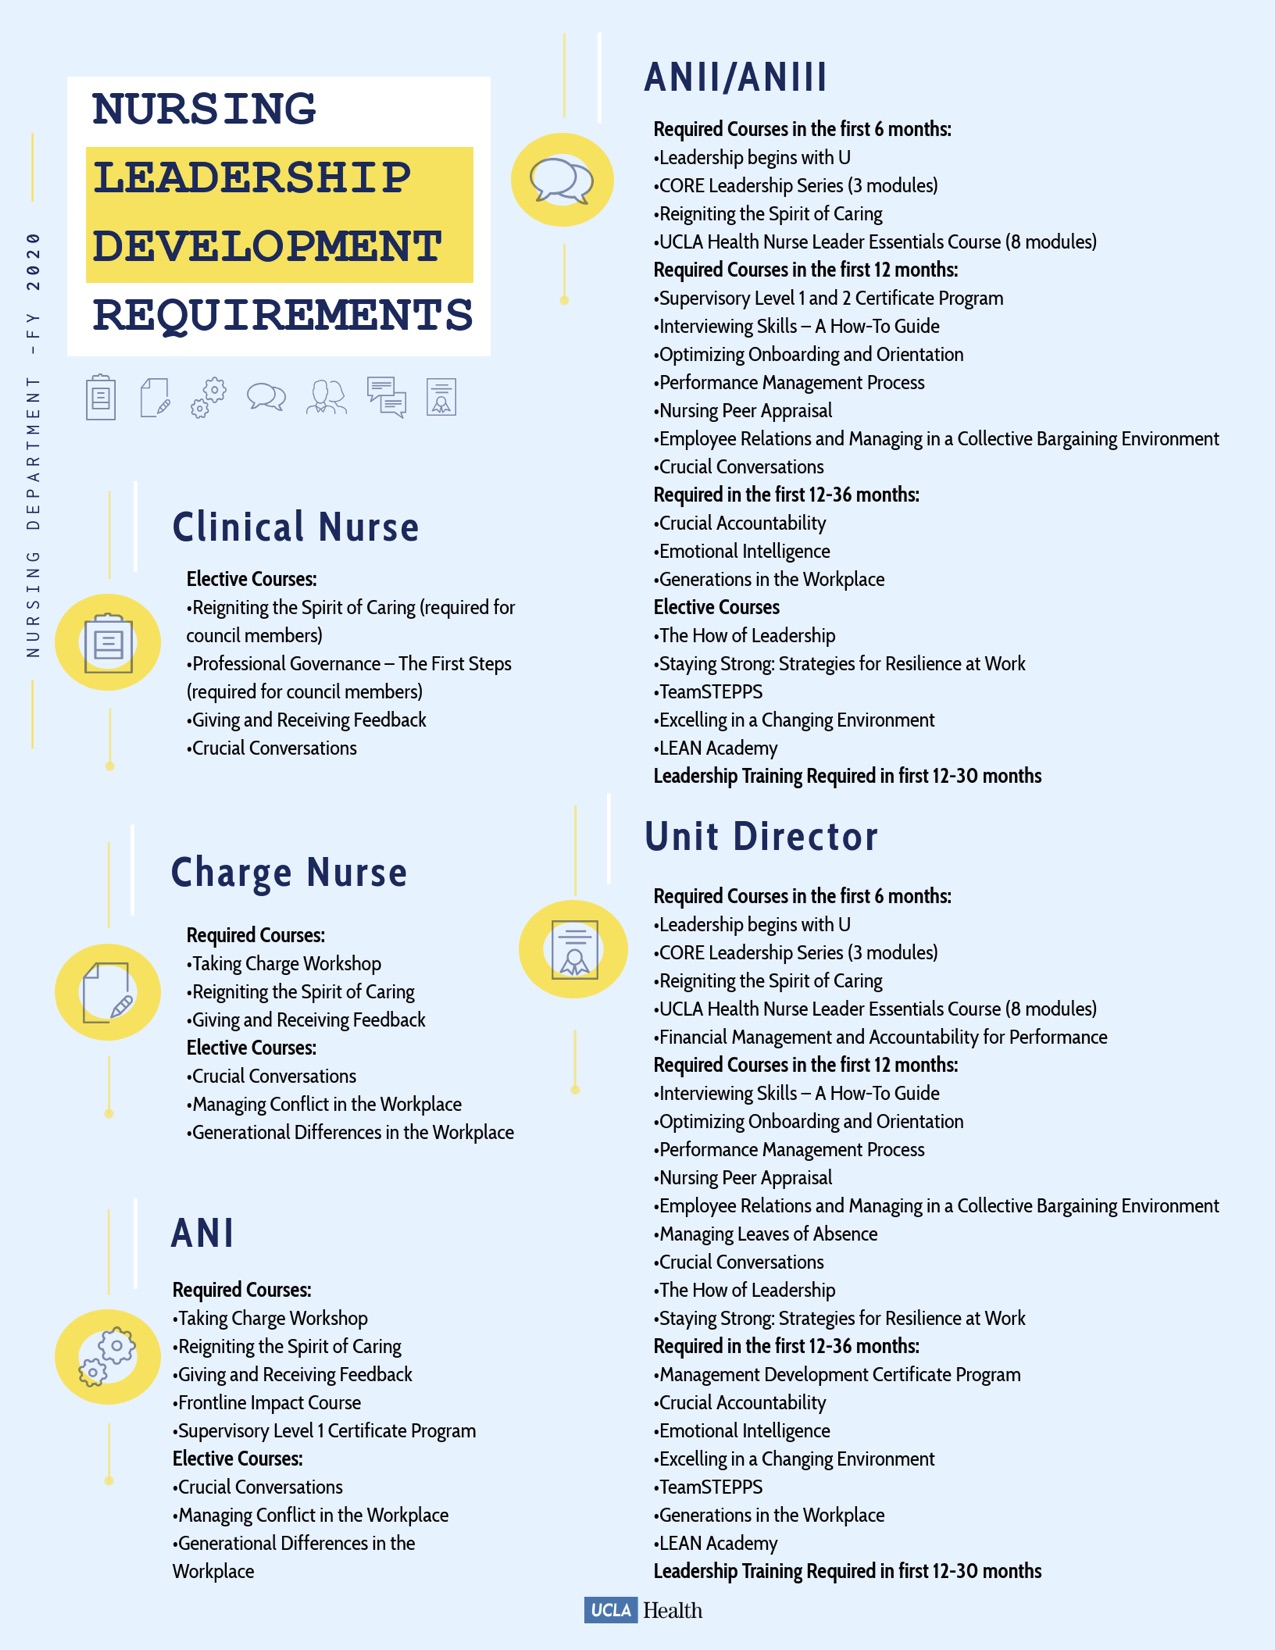 NURSING
LEADERSHIP
DEVELOPMENT
REQUIREMENTS
NURSING DEPARTMENT -FY 2020
Clinical Nurse
Elective Courses:
•Reigniting the Spirit of Caring (required for
council members)
•Professional Governance – The First Steps
(required for council members)
•Giving and Receiving Feedback
•Crucial Conversations
Charge Nurse
Required Courses:
•Taking Charge Workshop
•Reigniting the Spirit of Caring
•Giving and Receiving Feedback
Elective Courses:
•Crucial Conversations
•Managing Conflict in the Workplace
•Generational Differences in the Workplace
ANI
Required Courses:
•Taking Charge Workshop
•Reigniting the Spirit of Caring
•Giving and Receiving Feedback
•Frontline Impact Course
•Supervisory Level 1 Certificate Program
Elective Courses:
•Crucial Conversations
•Managing Conflict in the Workplace
•Generational Differences in the
Workplace
ANII/ANIII
Required Courses in the first 6 months:
•Leadership begins with U
•CORE Leadership Series (3 modules)
•Reigniting the Spirit of Caring
•UCLA Health Nurse Leader Essentials Course (8 modules)
Required Courses in the first 12 months:
•Supervisory Level 1 and 2 Certificate Program
•Interviewing Skills – A How-To Guide
•Optimizing Onboarding and Orientation
•Performance Management Process
•Nursing Peer Appraisal
•Employee Relations and Managing in a Collective Bargaining Environment
•Crucial Conversations
Required in the first 12-36 months:
•Crucial Accountability
•Emotional Intelligence
•Generations in the Workplace
Elective Courses
•The How of Leadership
•Staying Strong: Strategies for Resilience at Work
•TeamSTEPPS
•Excelling in a Changing Environment
•LEAN Academy
Leadership Training Required in first 12-30 months
Unit Director
Required Courses in the first 6 months:
•Leadership begins with U
•CORE Leadership Series (3 modules)
•Reigniting the Spirit of Caring
•UCLA Health Nurse Leader Essentials Course (8 modules)
•Financial Management and Accountability for Performance
Required Courses in the first 12 months:
•Interviewing Skills – A How-To Guide
•Optimizing Onboarding and Orientation
•Performance Management Process
•Nursing Peer Appraisal
•Employee Relations and Managing in a Collective Bargaining Environment
•Managing Leaves of Absence
•Crucial Conversations
•The How of Leadership
•Staying Strong: Strategies for Resilience at Work
Required in the first 12-36 months:
•Management Development Certificate Program
•Crucial Accountability
•Emotional Intelligence
•Excelling in a Changing Environment
•TeamSTEPPS
•Generations in the Workplace
•LEAN Academy
Leadership Training Required in first 12-30 months
UCLA Health